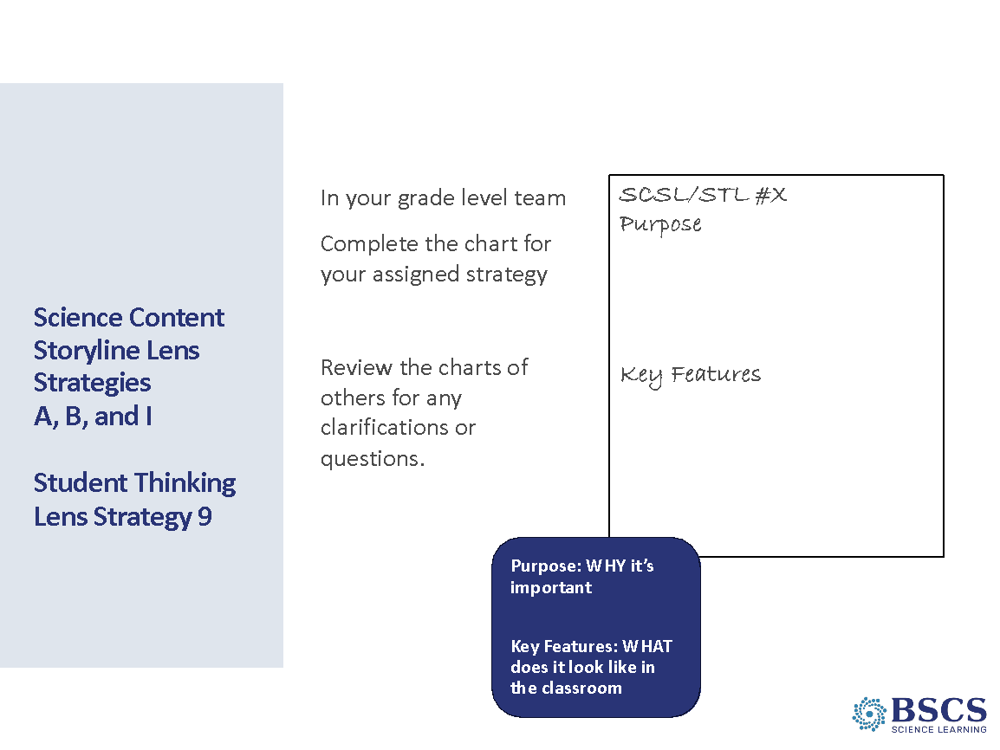 Science Content
Storyline Lens
Strategies
A, B, and I
Student Thinking
Lens Strategy 9
In your grade level team
Complete the chart for
your assigned strategy
Review the charts of
others for any
clarifications or
questions.
SCSL/STL #X
Purpose
Key Features
Purpose: WHY it's
important
Key Features: WHAT
does it look like in
the classroom
BSCS
SCIENCE LEARNING